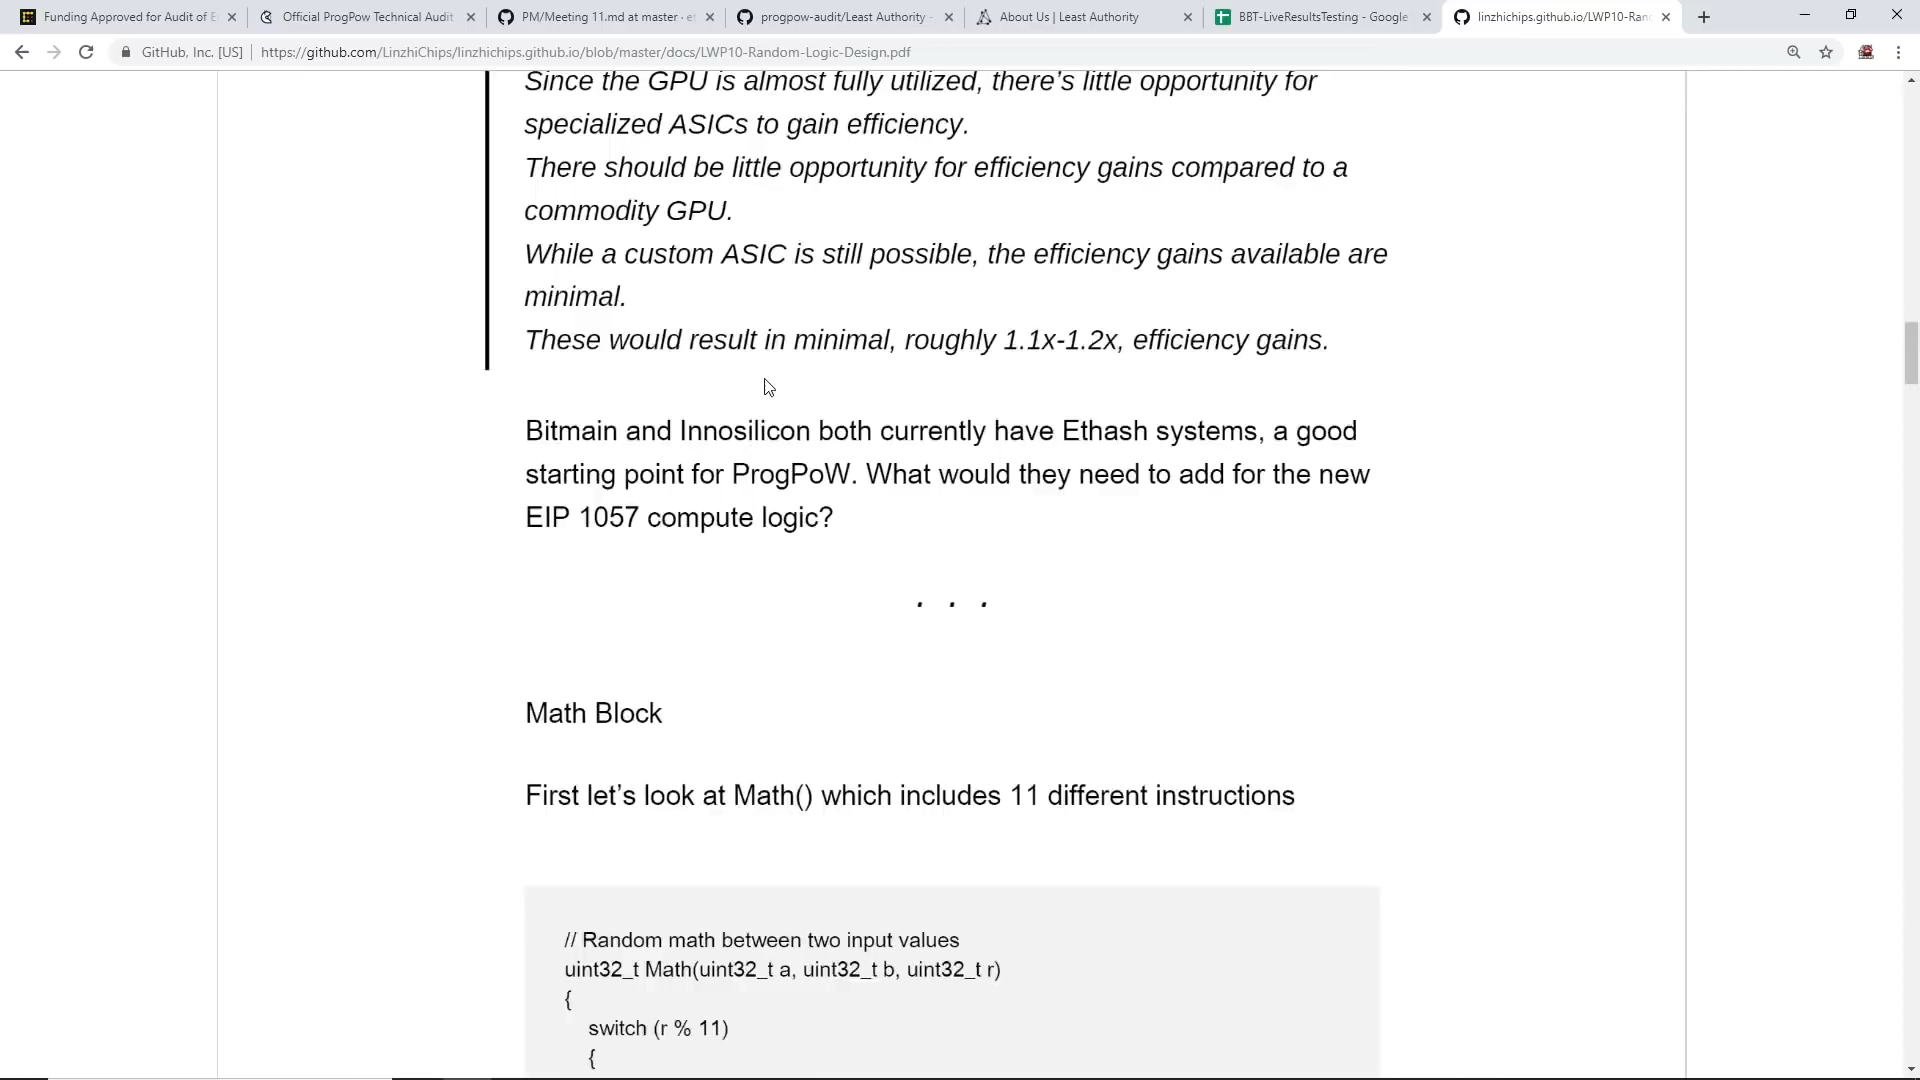 Funding Approved for Audit of E
Official ProgPow Technical Audit
PM/Meeting 11.md at master · et
progpow-audit/Least Authority -
About Us | Least Authority
BBT-LiveResultsTesting - Google
linzhichips.github.io/LWP10-Ran
GitHub, Inc. [US] | https://github.com/LinzhiChips/linzhichips.github.io/blob/master/docs/LWP10-Random-Logic-Design.pdf
Since the GPU is almost fully utilized, there’s little opportunity for
specialized ASICs to gain efficiency.
There should be little opportunity for efficiency gains compared to a
commodity GPU.
While a custom ASIC is still possible, the efficiency gains available are
minimal.
These would result in minimal, roughly 1.1x-1.2x, efficiency gains.
Bitmain and Innosilicon both currently have Ethash systems, a good
starting point for ProgPoW. What would they need to add for the new
EIP 1057 compute logic?
. . .
Math Block
First let’s look at Math() which includes 11 different instructions
// Random math between two input values
uint32_t Math(uint32_t a, uint32_t b, uint32_t r)
{
switch (r % 11)
{